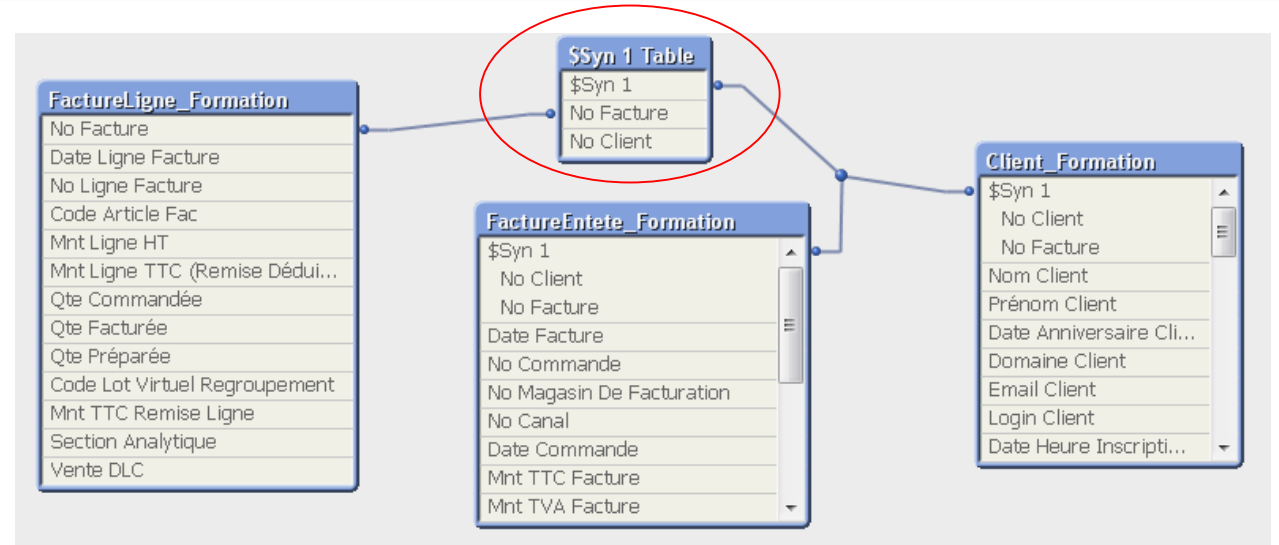 $Syn 1 Table
$Syn 1
No Facture
No Client
FactureLigne_Formation
No Facture
Date Ligne Facture
No Ligne Facture
Code Article Fac
Mnt Ligne HT
Mnt Ligne TTC (Remise Dédui...
Qte Commandée
Qte Facturée
Qte Préparée
Code Lot Virtuel Regroupement
Mnt TTC Remise Ligne
Section Analytique
Vente DLC
FactureEntete_Formation
$Syn 1
No Client
No Facture
Date Facture
No Commande
No Magasin De Facturation
No Canal
Date Commande
Mnt TTC Facture
Mnt TVA Facture
Client_Formation
$Syn 1
No Client
No Facture
Nom Client
Prénom Client
Date Anniversaire Cli...
Domaine Client
Email Client
Login Client
Date Heure Inscripti...